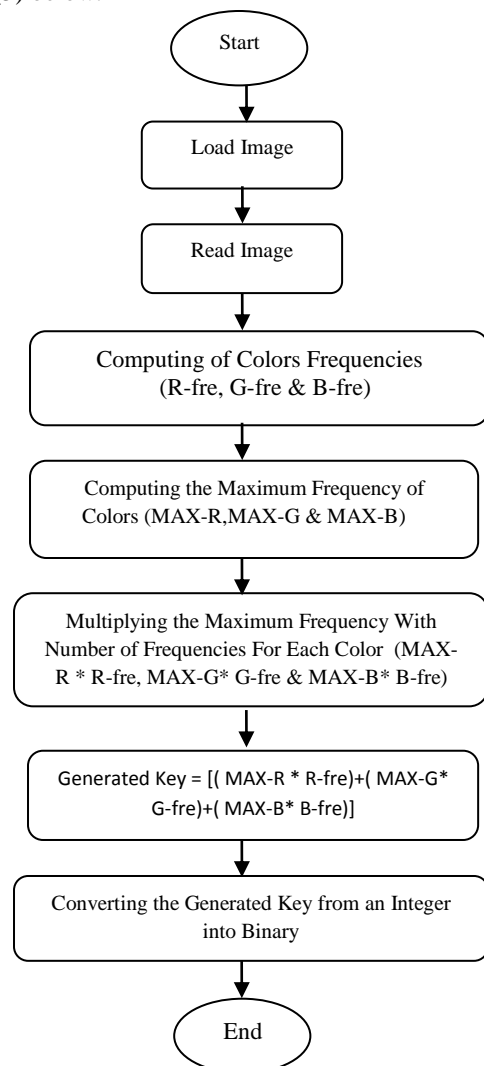 Start
Load Image
Read Image
Computing of Colors Frequencies
(R-fre, G-fre & B-fre)
Computing the Maximum Frequency of
Colors (MAX-R,MAX-G & MAX-B)
Multiplying the Maximum Frequency With
Number of Frequencies For Each Color (MAX-
R * R-fre, MAX-G* G-fre & MAX-B* B-fre)
Generated Key = [( MAX-R * R-fre)+( MAX-G*
G-fre)+( MAX-B* B-fre)]
Converting the Generated Key from an Integer
into Binary
End